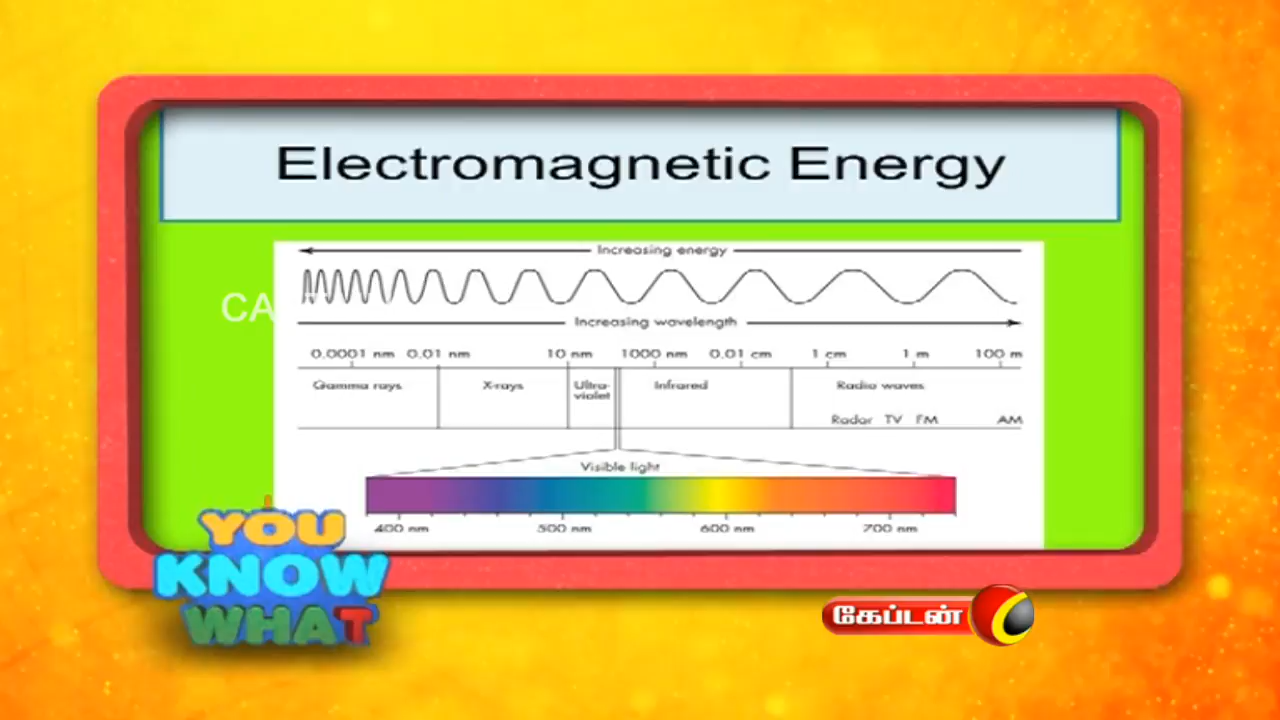 Electromagnetic Energy
Increasing energy
CA
Increasing wavelength
0.0001 nm 0.01 nm 10 nm 1000 nm 0.01 cm 1 cm 1 m 100 m
Gamma rays X-rays Ultra-violet Infrared Radio waves
Radar TV FM AM
Visible light
400 nm 500 nm 600 nm 700 nm
YOU
KNOW
WHAT
கேப்டன்